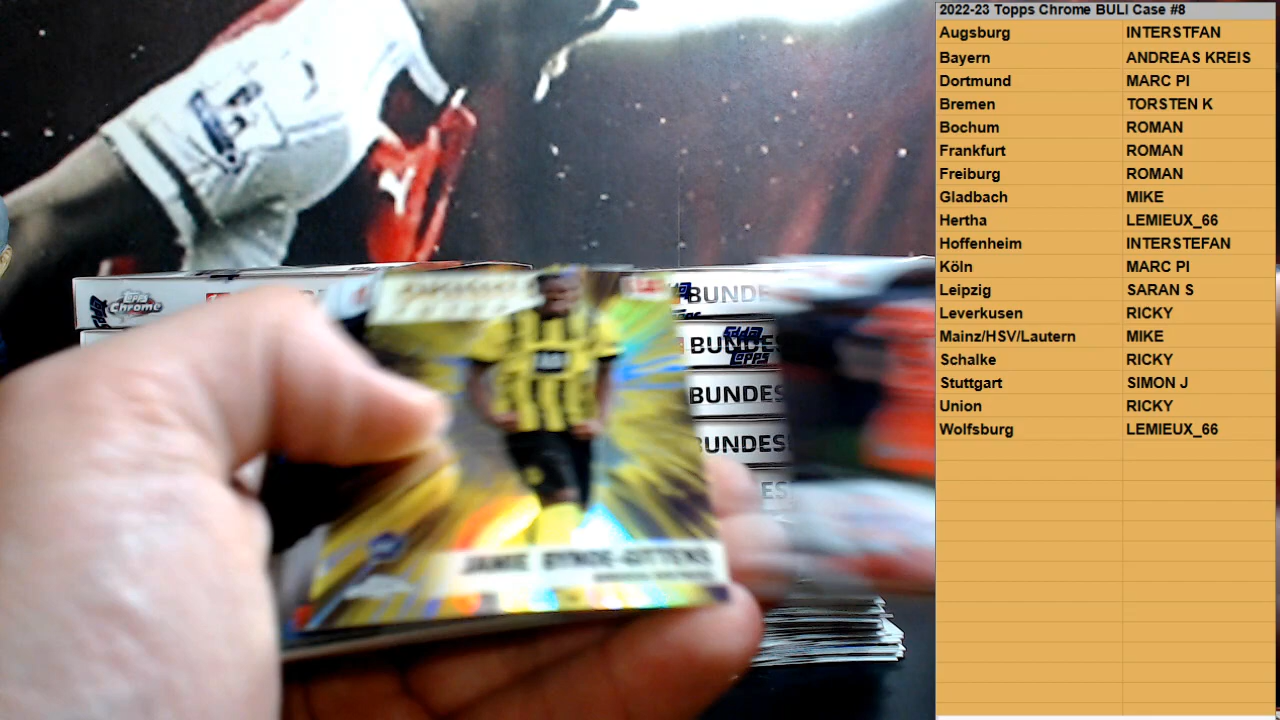 2022-23 Topps Chrome BULI Case #8
Augsburg INTERSTFAN
Bayern ANDREAS KREIS
Dortmund MARC PI
Bremen TORSTEN K
Bochum ROMAN
Frankfurt ROMAN
Freiburg ROMAN
Gladbach MIKE
Hertha LEMIEUX_66
Hoffenheim INTERSTEFAN
Köln MARC PI
Leipzig SARAN S
Leverkusen RICKY
Mainz/HSV/Lautern MIKE
Schalke RICKY
Stuttgart SIMON J
Union RICKY
Wolfsburg LEMIEUX_66
Topps Chrome
BUND
BUNDES
BUNDES
BUNDES
ES
JAMIE BYNOE-GITTENS